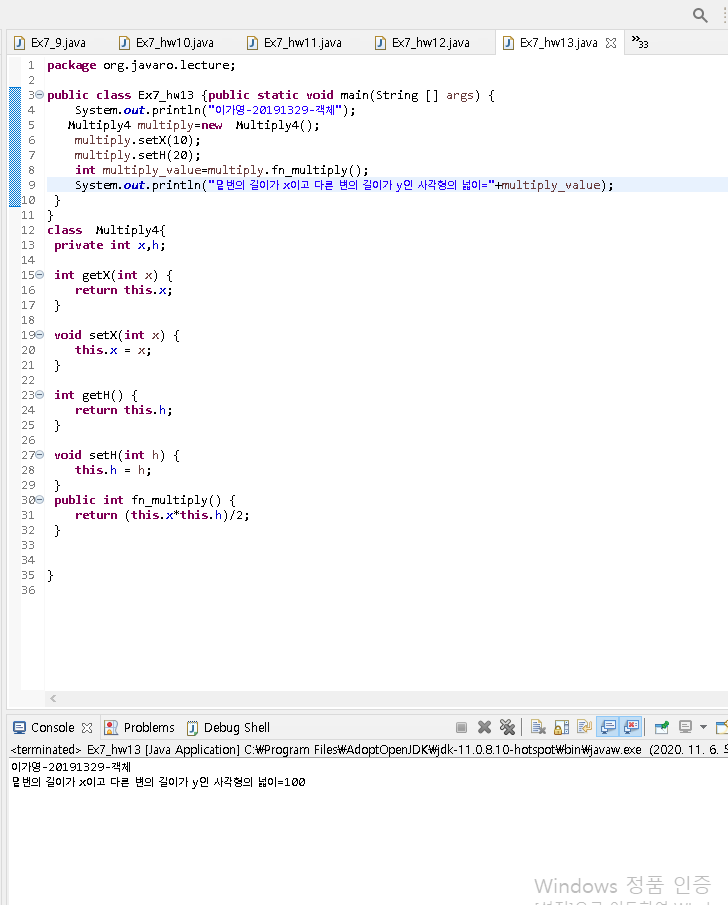 Ex7_9.java Ex7_hw10.java Ex7_hw11.java Ex7_hw12.java Ex7_hw13.java »33
1 package org.javaro.lecture;
2
3 public class Ex7_hw13 {public static void main(String [] args) {
4 System.out.println("이가영-20191329-객체");
5 Multiply4 multiply=new Multiply4();
6 multiply.setX(10);
7 multiply.setH(20);
8 int multiply_value=multiply.fn_multiply();
9 System.out.println("밑변의 길이가 x이고 다른 변의 길이가 y인 사각형의 넓이="+multiply_value);
10 }
11 }
12 class Multiply4{
13 private int x,h;
14
15 int getX(int x) {
16 return this.x;
17 }
18
19 void setX(int x) {
20 this.x = x;
21 }
22
23 int getH() {
24 return this.h;
25 }
26
27 void setH(int h) {
28 this.h = h;
29 }
30 public int fn_multiply() {
31 return (this.x*this.h)/2;
32 }
33
34
35 }
36
Console Problems Debug Shell
<terminated> Ex7_hw13 [Java Application] C:₩Program Files₩AdoptOpenJDK₩jdk-11.0.8.10-hotspot₩bin₩javaw.exe (2020. 11. 6.
이가영-20191329-객체
밑변의 길이가 x이고 다른 변의 길이가 y인 사각형의 넓이=100
Windows 정품 인증